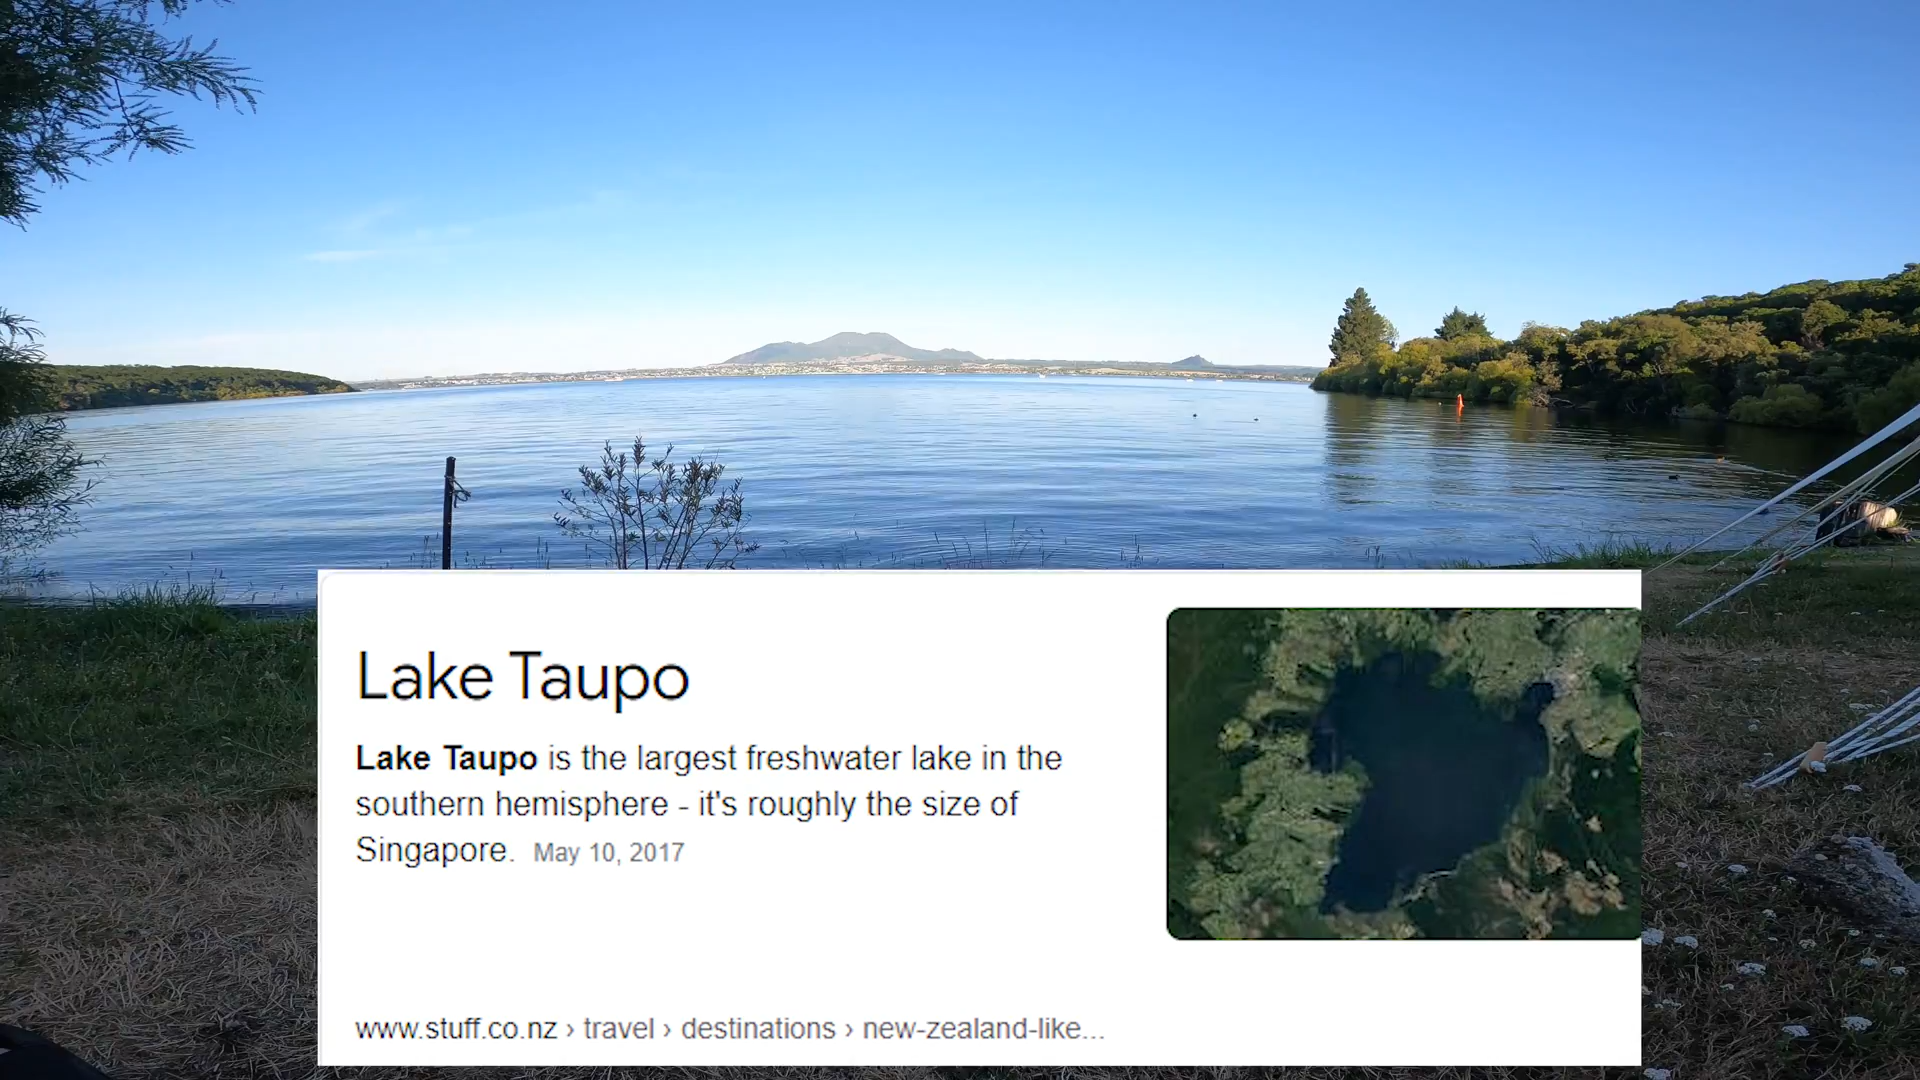 Lake Taupo
Lake Taupo is the largest freshwater lake in the
southern hemisphere - it's roughly the size of
Singapore. May 10, 2017
www.stuff.co.nz › travel › destinations › new-zealand-like...